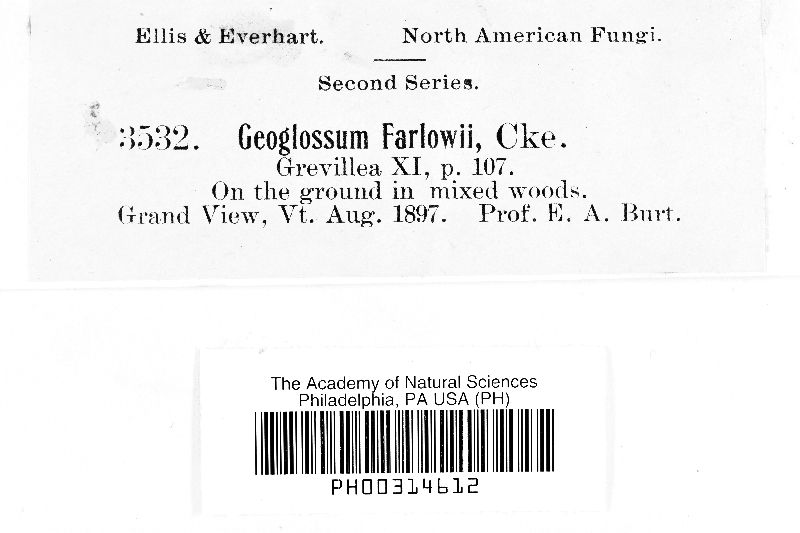 Ellis & Everhart. North American Fungi.
Second Series.
3532. Geoglossum Farlowii, Cke.
Grevillea XI, p. 107.
On the ground in mixed woods.
Grand View, Vt. Aug. 1897. Prof. E. A. Burt.
The Academy of Natural Sciences
Philadelphia, PA USA (PH)
PH00314612